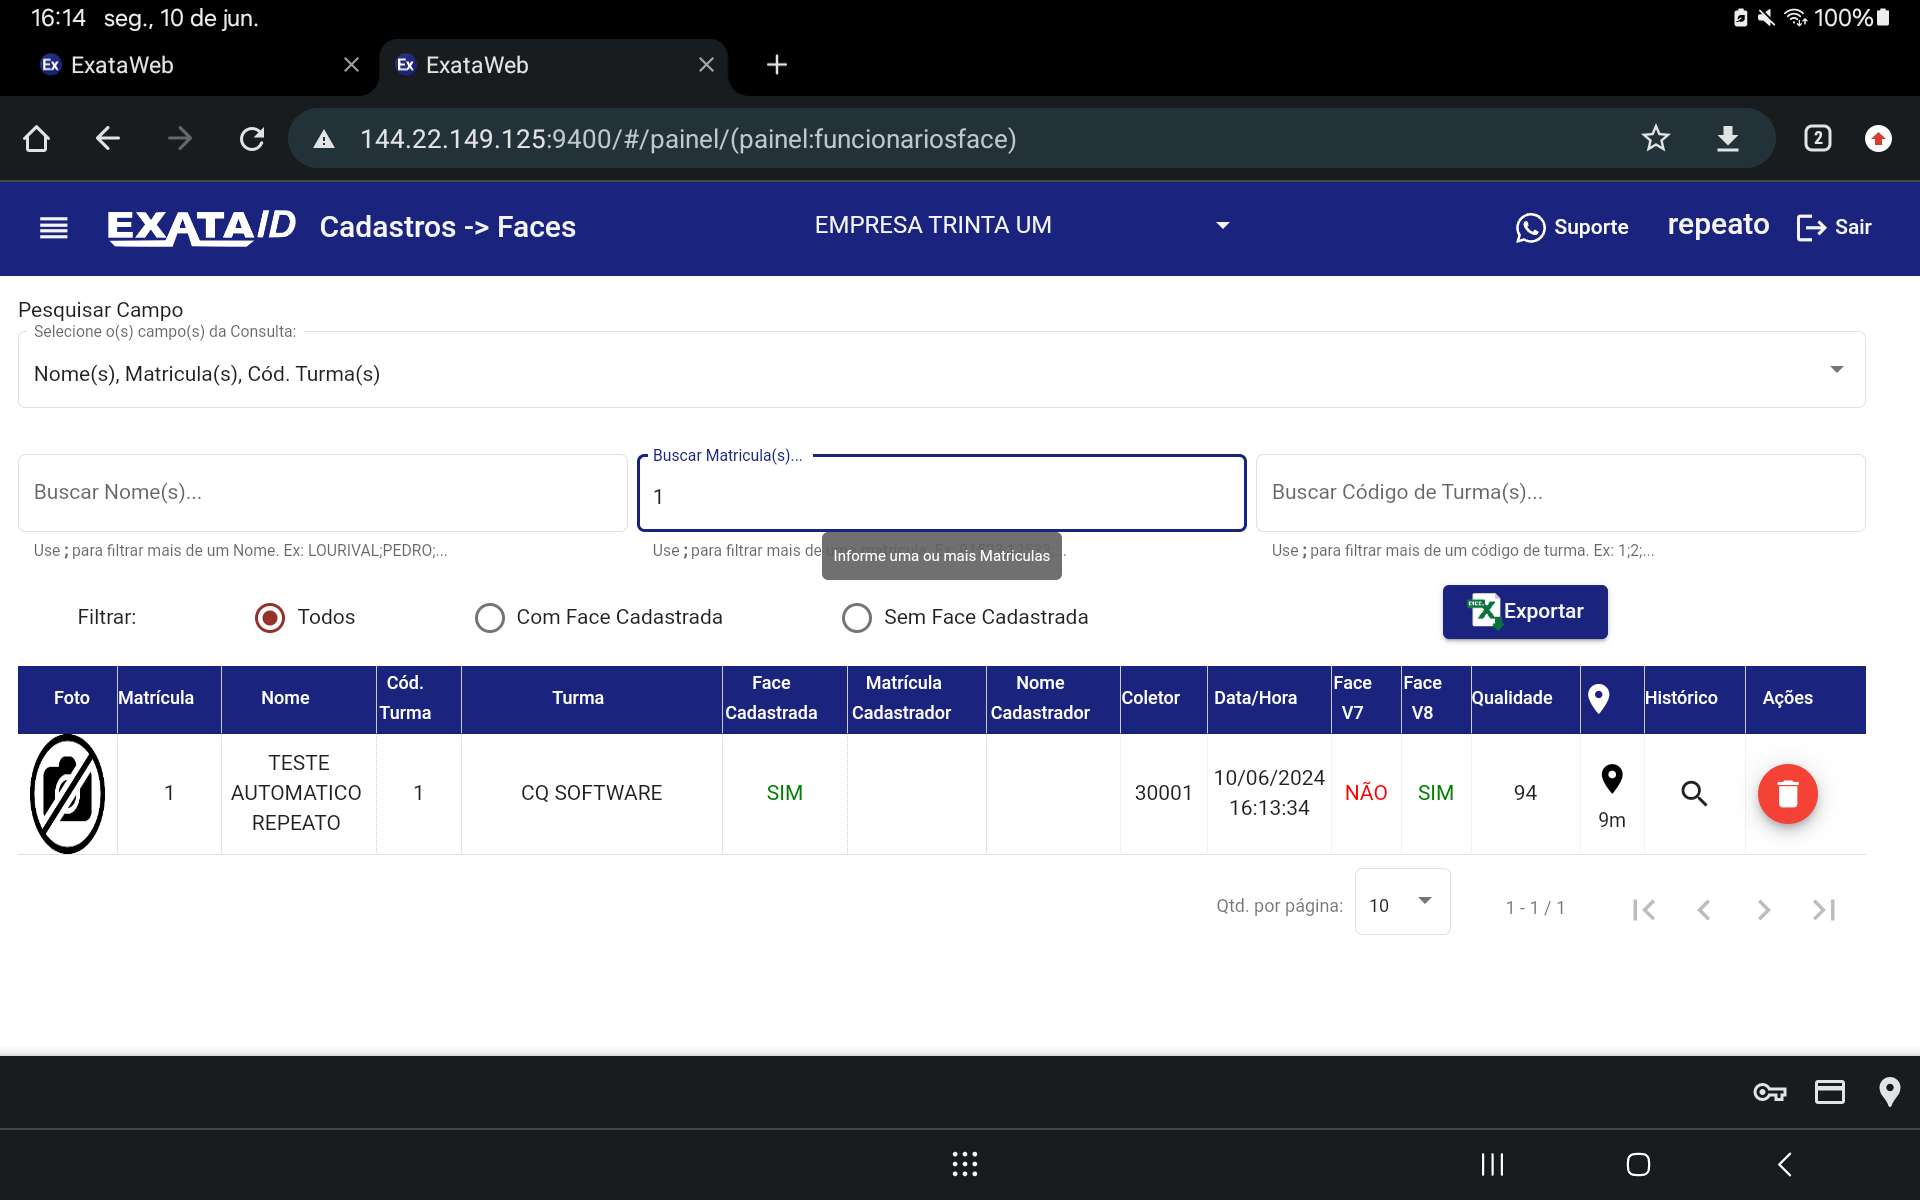 16:14 seg., 10 de jun.
100%
Ex ExataWeb
Ex ExataWeb
144.22.149.125:9400/#/painel/(painel:funcionariosface)
2
EXATA/ID Cadastros -> Faces EMPRESA TRINTA UM Suporte repeato Sair
Pesquisar Campo
Selecione o(s) campo(s) da Consulta:
Nome(s), Matricula(s), Cód. Turma(s)
Buscar Nome(s)...
Buscar Matricula(s)...
1
Buscar Código de Turma(s)...
Use ; para filtrar mais de um Nome. Ex: LOURIVAL;PEDRO;...
Use ; para filtrar mais de
Informe uma ou mais Matriculas
Use ; para filtrar mais de um código de turma. Ex: 1;2;...
Filtrar: Todos Com Face Cadastrada Sem Face Cadastrada Exportar
Foto Matrícula Nome Cód. Turma Turma Face Cadastrada Matrícula Cadastrador Nome Cadastrador Coletor Data/Hora Face V7 Face V8 Qualidade Histórico Ações
1 TESTE AUTOMATICO REPEATO 1 CQ SOFTWARE SIM 30001 10/06/2024 16:13:34 NÃO SIM 94 9m
Qtd. por página: 10 1 - 1 / 1